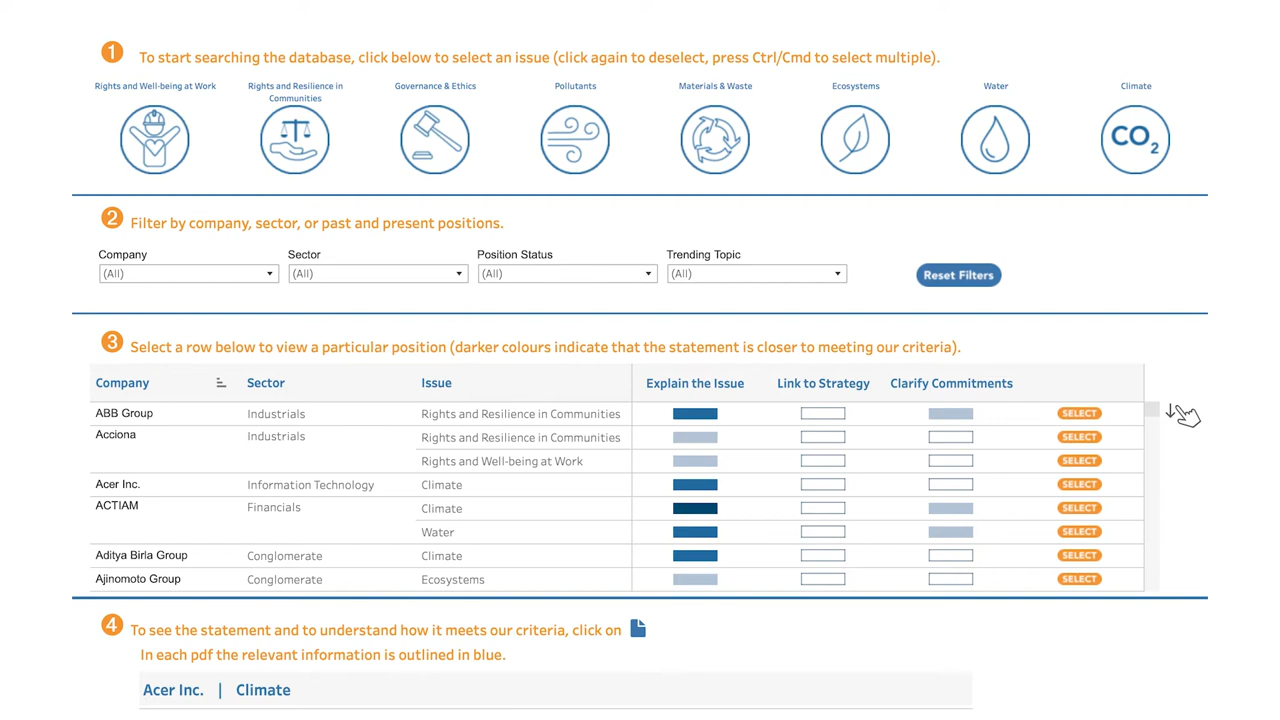 1 To start searching the database, click below to select an issue (click again to deselect, press Ctrl/Cmd to select multiple).
Rights and Well-being at Work
Rights and Resilience in
Communities
Governance & Ethics
Pollutants
Materials & Waste
Ecosystems
Water
Climate
CO2
2 Filter by company, sector, or past and present positions.
Company Sector Position Status Trending Topic
(All) (All) (All) (All) Reset Filters
3 Select a row below to view a particular position (darker colours indicate that the statement is closer to meeting our criteria).
Company Sector Issue Explain the Issue Link to Strategy Clarify Commitments
ABB Group Industrials Rights and Resilience in Communities SELECT
Acciona Industrials Rights and Resilience in Communities SELECT
Rights and Well-being at Work SELECT
Acer Inc. Information Technology Climate SELECT
ACTIAM Financials Climate SELECT
Water SELECT
Aditya Birla Group Conglomerate Climate SELECT
Ajinomoto Group Conglomerate Ecosystems SELECT
4 To see the statement and to understand how it meets our criteria, click on
In each pdf the relevant information is outlined in blue.
Acer Inc. | Climate